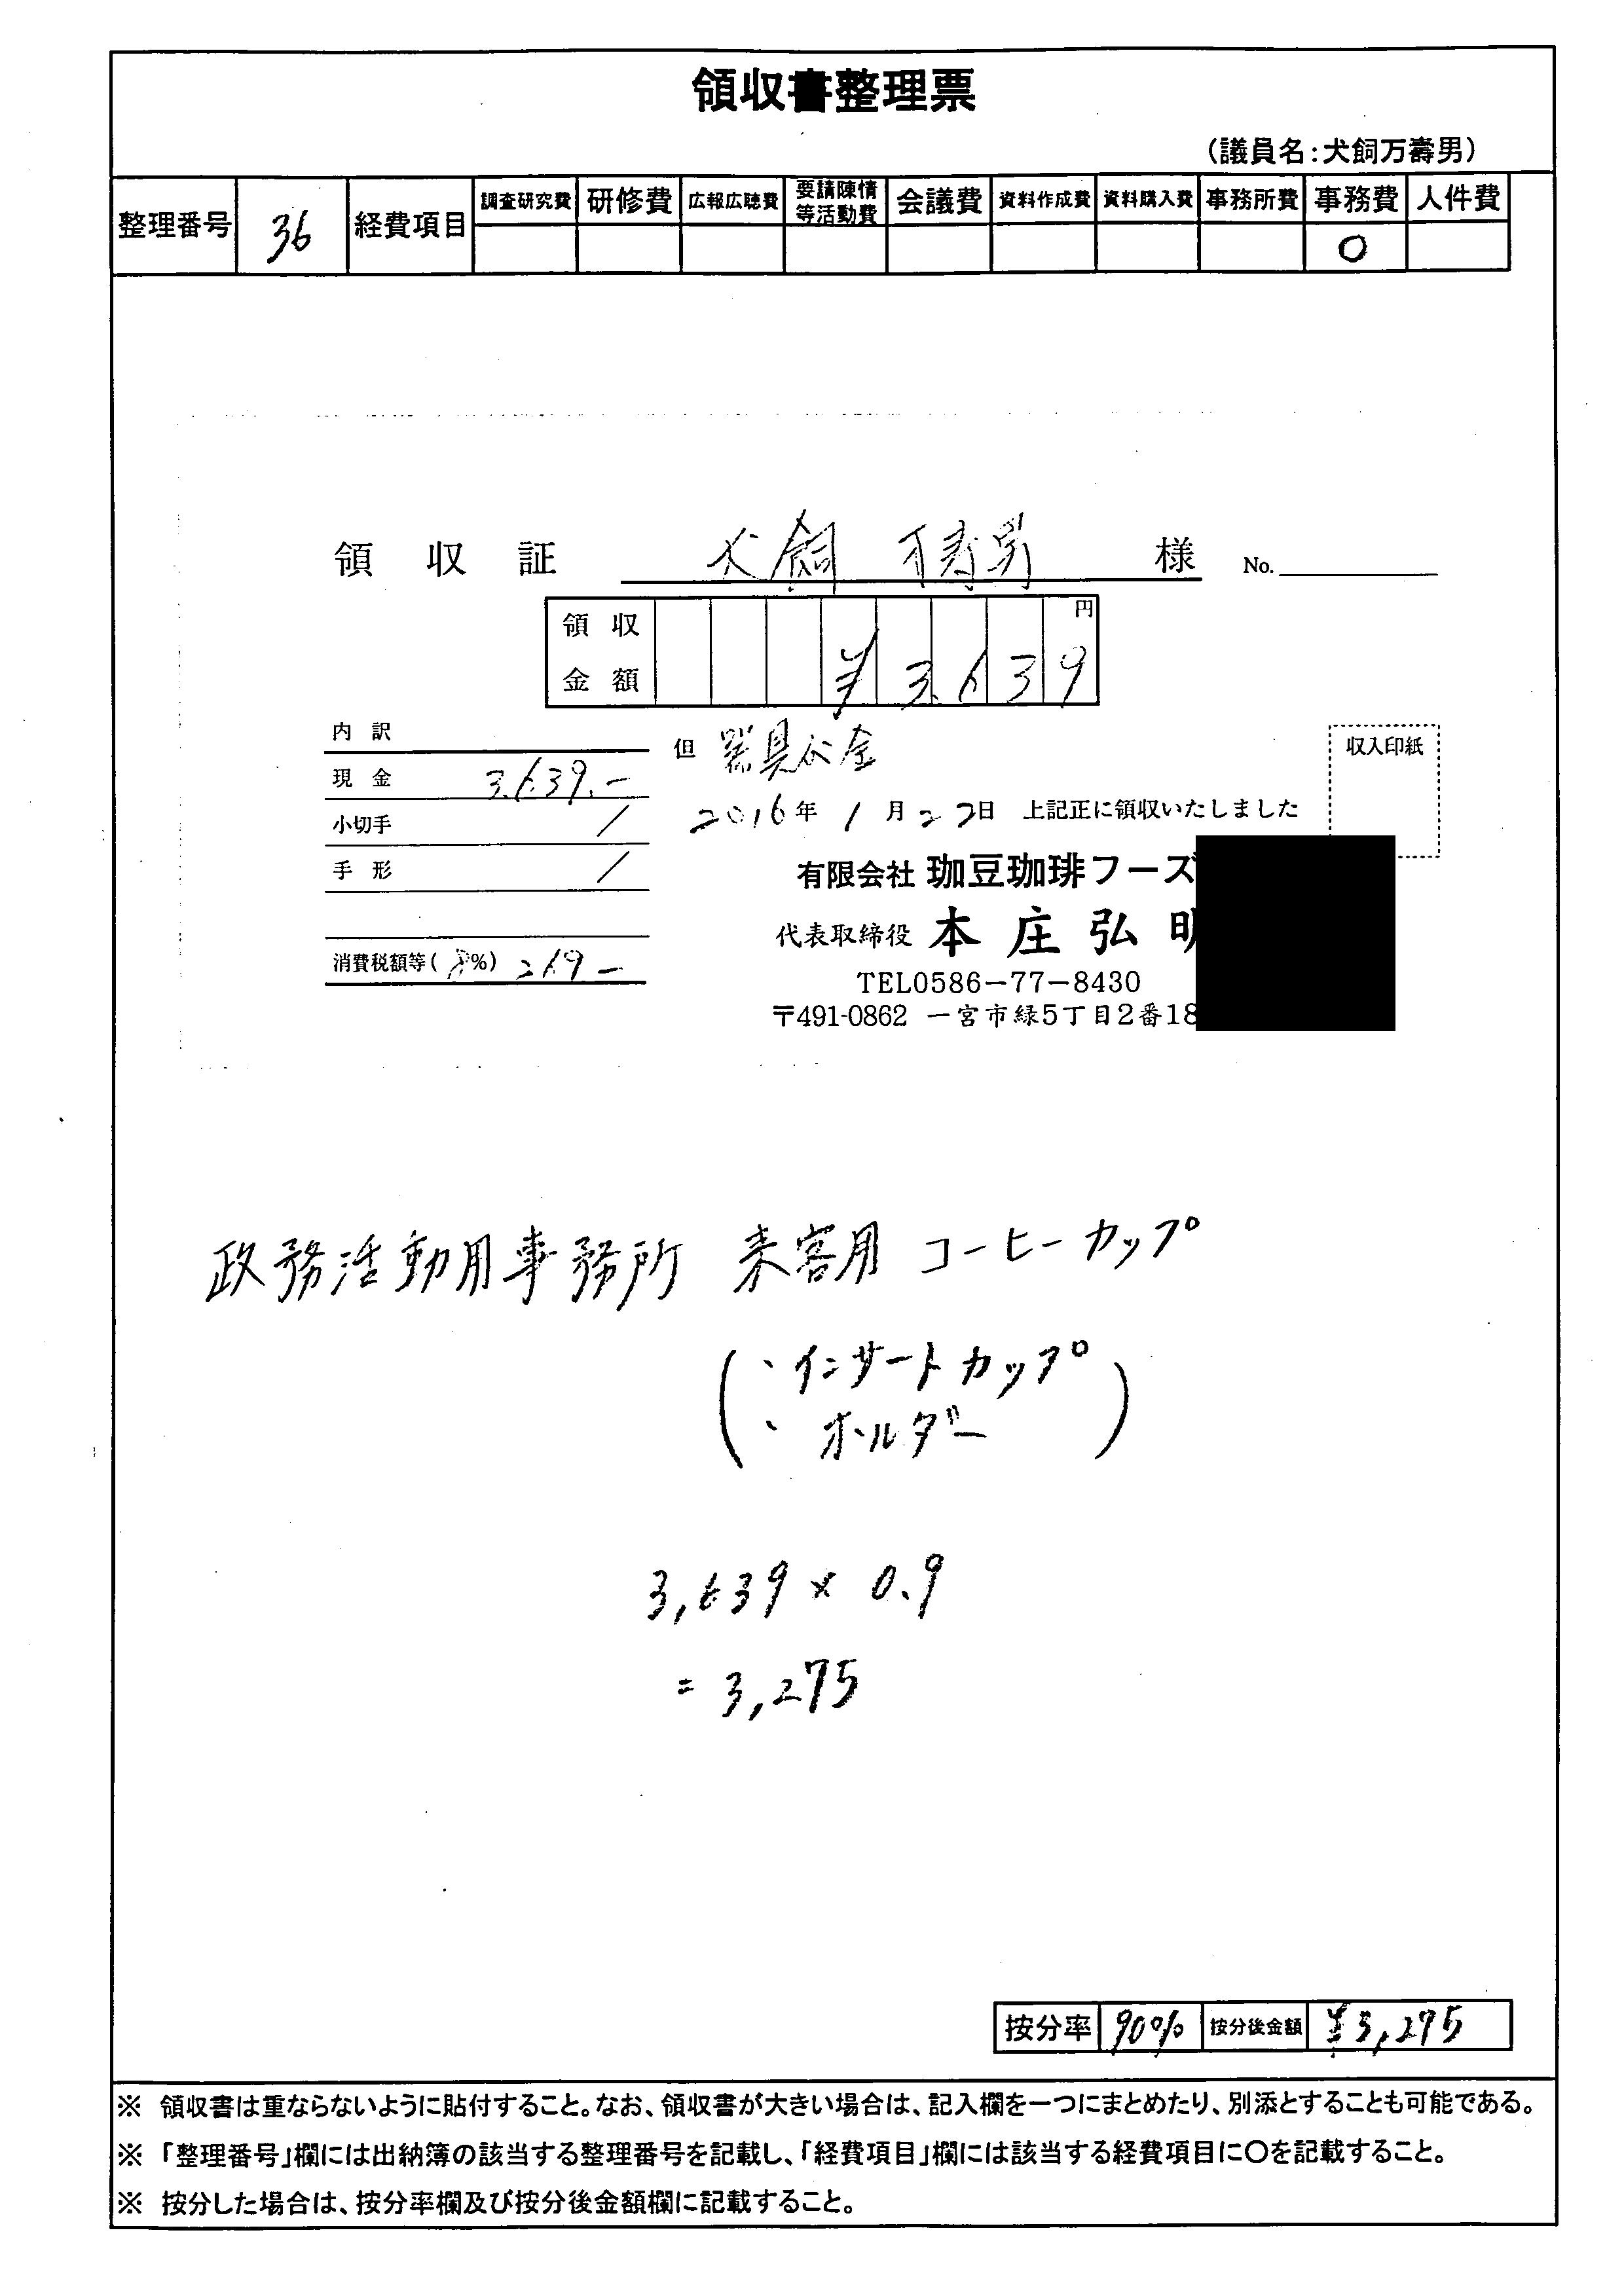 領収書整理票
(議員名:犬飼万壽男)
整理番号 36 経費項目 調査研究費 研修費 広報広聴費 要請陳情等活動費 会議費 資料作成費 資料購入費 事務所費 事務費 人件費
○
領収証 犬飼 万寿男 様 No.
領収金額 ¥3,639 円
内訳
但 器具代金
収入印紙
現金 3,639.-
2016年1月27日 上記正に領収いたしました
小切手 /
手形 /
有限会社 珈豆珈琲フーズ
代表取締役 本庄弘明
消費税額等(8%) 269-
TEL0586-77-8430
〒491-0862 一宮市緑5丁目2番18
政務活動用事務所 来客用 コーヒーカップ
(・インサートカップ
・ホルダー)
3,639 × 0.9
= 3,275
按分率 90% 按分後金額 ¥3,275
※ 領収書は重ならないように貼付すること。なお、領収書が大きい場合は、記入欄を一つにまとめたり、別添とすることも可能である。
※ 「整理番号」欄には出納簿の該当する整理番号を記載し、「経費項目」欄には該当する経費項目に〇を記載すること。
※ 按分した場合は、按分率欄及び按分後金額欄に記載すること。